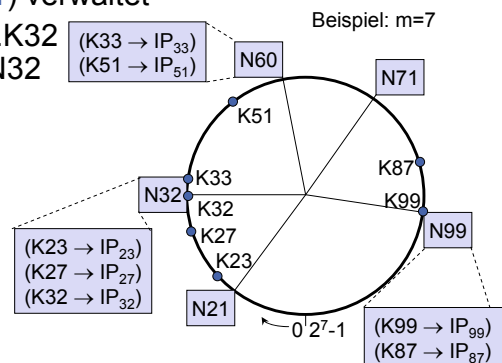 ) verwaltet
K32
N32
Beispiel: m=7
(K33 → IP33)
(K51 → IP51)
N60
N71
K51
K87
K33
N32
K32
K99
K27
N99
(K23 → IP23)
(K27 → IP27)
(K32 → IP32)
K23
N21
0 2^7-1
(K99 → IP99)
(K87 → IP87)